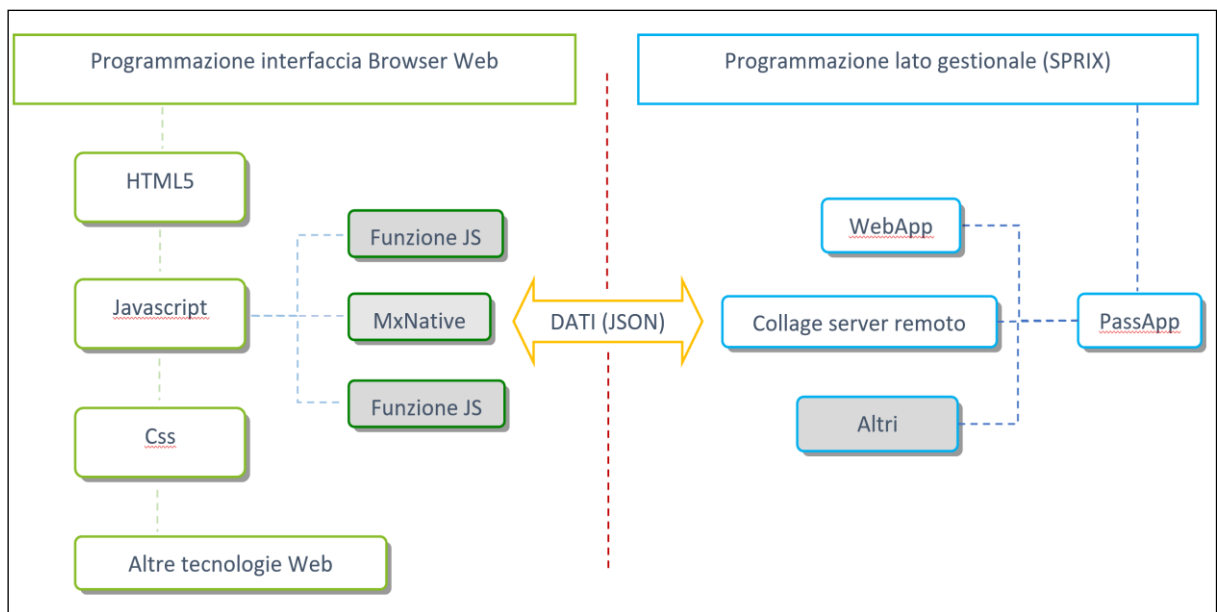 Programmazione interfaccia Browser Web
Programmazione lato gestionale (SPRIX)
HTML5
Javascript
Css
Altre tecnologie Web
Funzione JS
MxNative
Funzione JS
DATI (JSON)
WebApp
Collage server remoto
Altri
PassApp